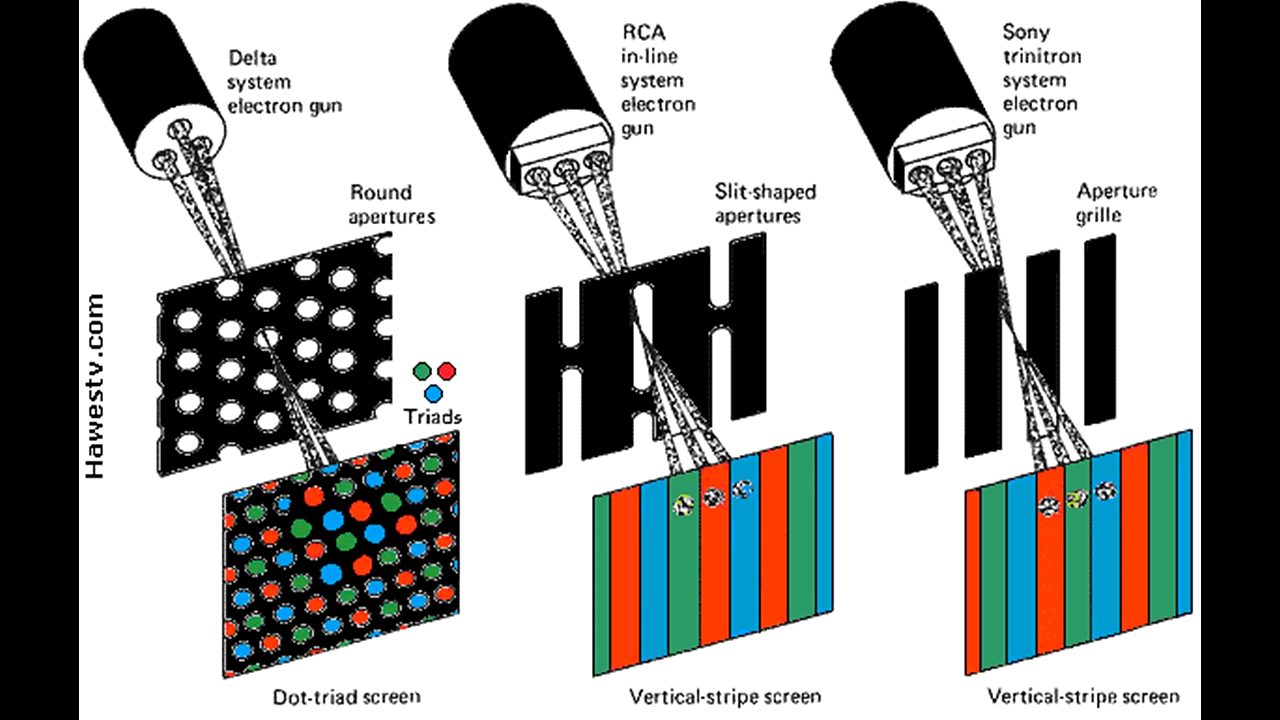 Delta
system
electron gun
RCA
in-line
system
electron
gun
Sony
trinitron
system
electron
gun
Round
apertures
Slit-shaped
apertures
Aperture
grille
Hawestv.com
Triads
Dot-triad screen
Vertical-stripe screen
Vertical-stripe screen